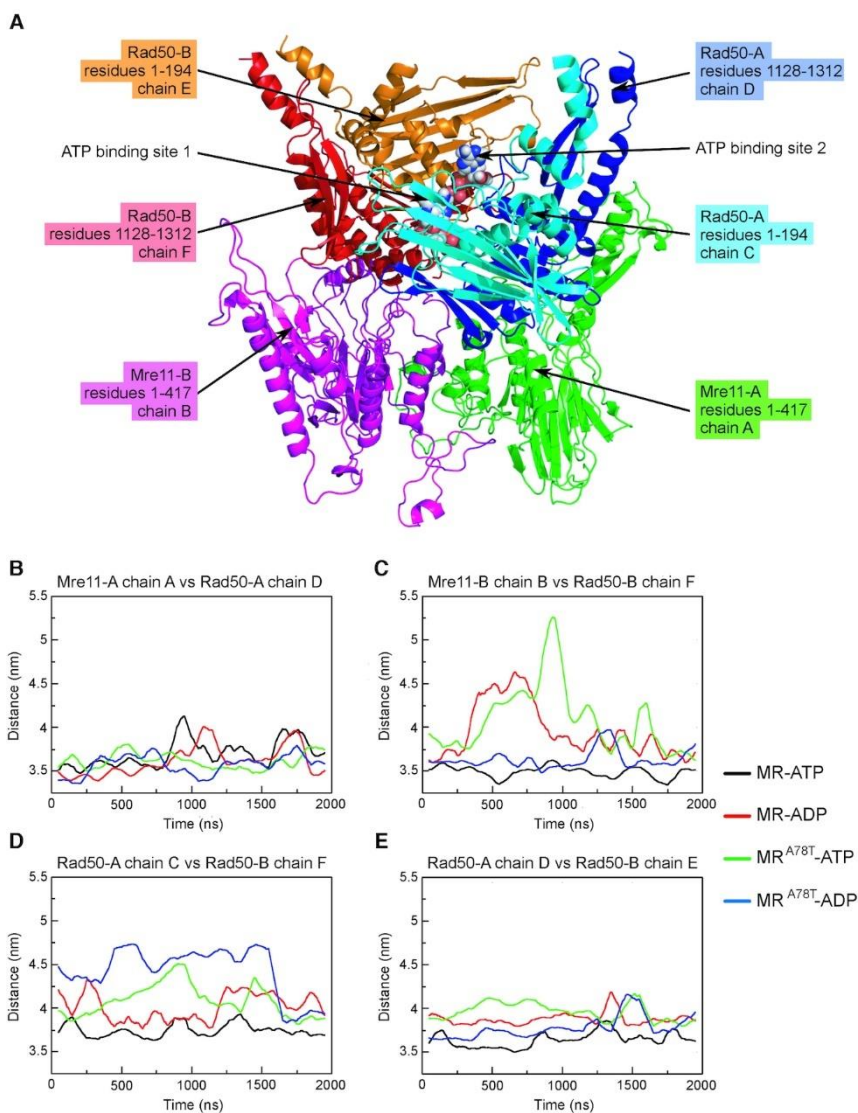 A
Rad50-B
residues 1-194
chain E
Rad50-A
residues 1128-1312
chain D
ATP binding site 1
ATP binding site 2
Rad50-B
residues 1128-1312
chain F
Rad50-A
residues 1-194
chain C
Mre11-B
residues 1-417
chain B
Mre11-A
residues 1-417
chain A
B
Mre11-A chain A vs Rad50-A chain D
5.5
5
4.5
4
3.5
Distance (nm)
0 500 1000 1500 2000
Time (ns)
C
Mre11-B chain B vs Rad50-B chain F
5.5
5
4.5
4
3.5
Distance (nm)
0 500 1000 1500 2000
Time (ns)
MR-ATP
MR-ADP
MR^A78T-ATP
MR^A78T-ADP
D
Rad50-A chain C vs Rad50-B chain F
5.5
5
4.5
4
3.5
Distance (nm)
0 500 1000 1500 2000
Time (ns)
E
Rad50-A chain D vs Rad50-B chain E
5.5
5
4.5
4
3.5
Distance (nm)
0 500 1000 1500 2000
Time (ns)